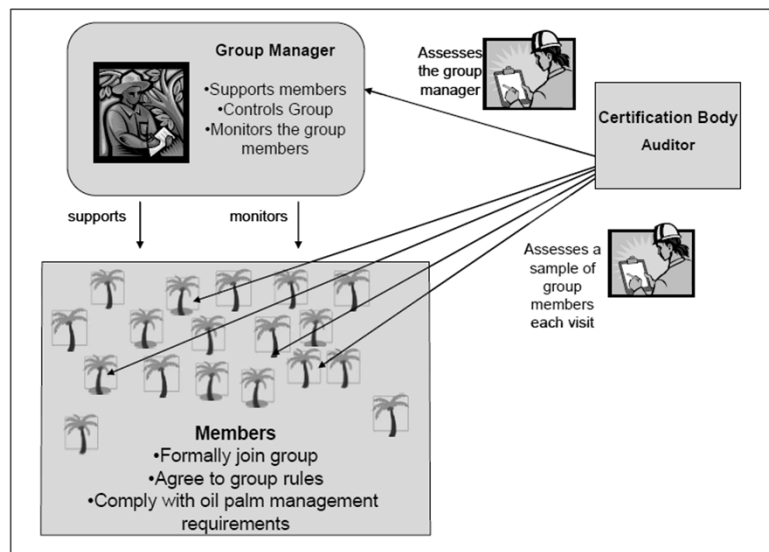 Group Manager
•Supports members
•Controls Group
•Monitors the group
members
Assesses
the group
manager
Certification Body
Auditor
supports
monitors
Assesses a
sample of
group
members
each visit
Members
•Formally join group
•Agree to group rules
•Comply with oil palm management
requirements